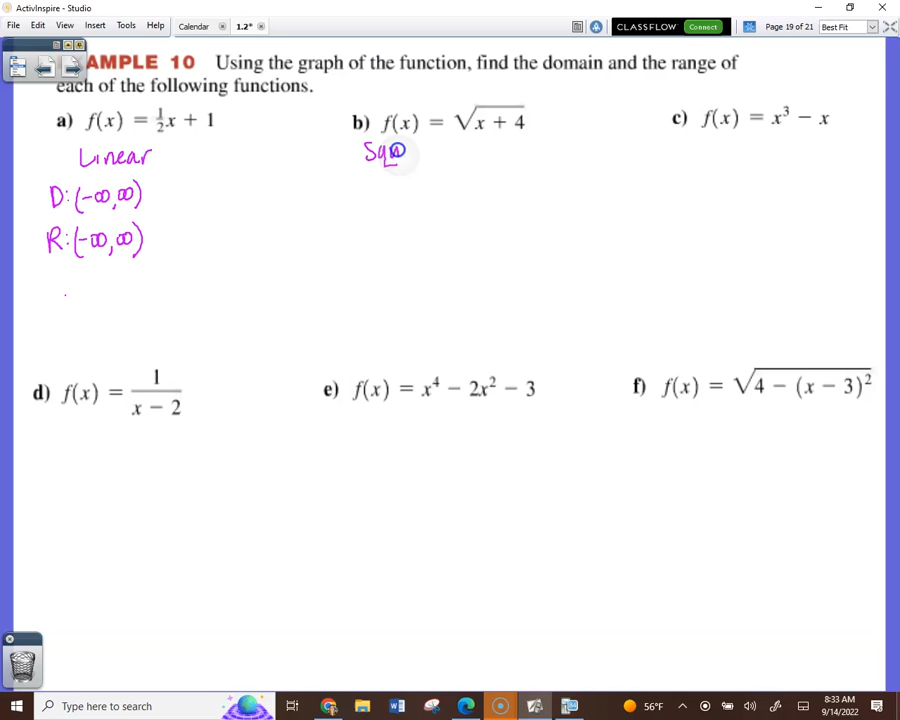 ActivInspire - Studio
File Edit View Insert Tools Help Calendar 1.2* CLASSFLOW Connect Page 19 of 21 Best Fit
AMPLE 10 Using the graph of the function, find the domain and the range of
each of the following functions.
a) f(x) = 1/2 x + 1 b) f(x) = √(x + 4) c) f(x) = x³ − x
Linear
D: (-∞, ∞)
R: (-∞, ∞)
d) f(x) = 1/(x − 2) e) f(x) = x⁴ − 2x² − 3 f) f(x) = √(4 − (x − 3)²)
Type here to search 56°F 8:33 AM
9/14/2022